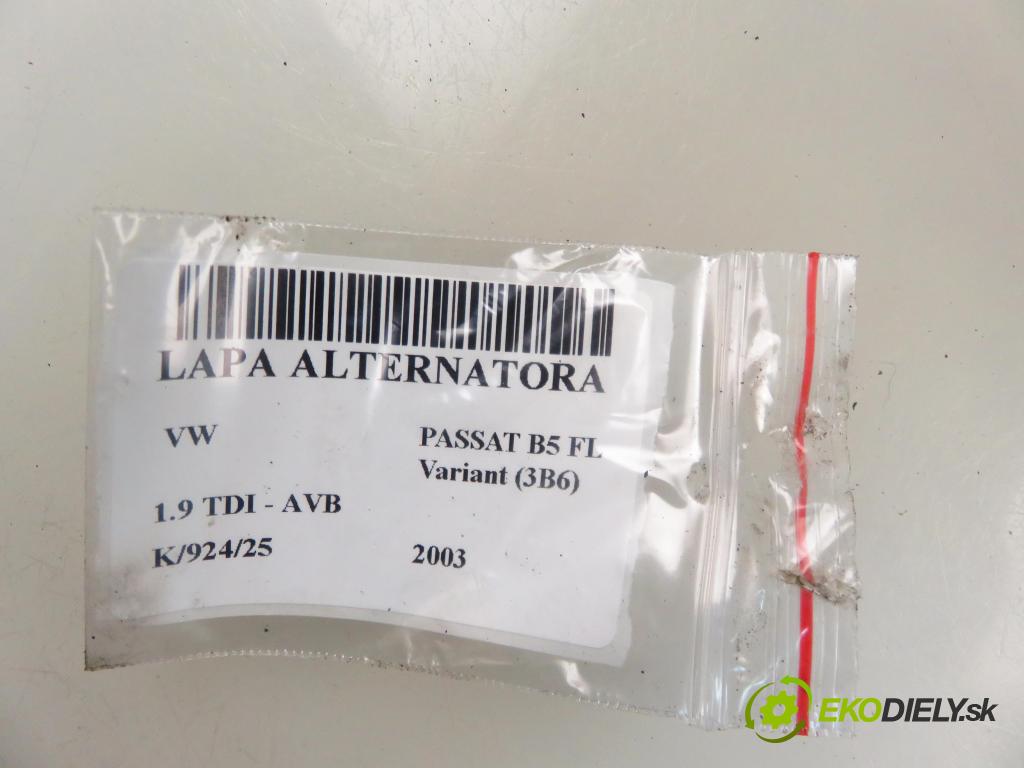 LAPA ALTERNATORA
VW
PASSAT B5 FL
Variant (3B6)
1.9 TDI - AVB
K/924/25
2003
EKODIELY.sk